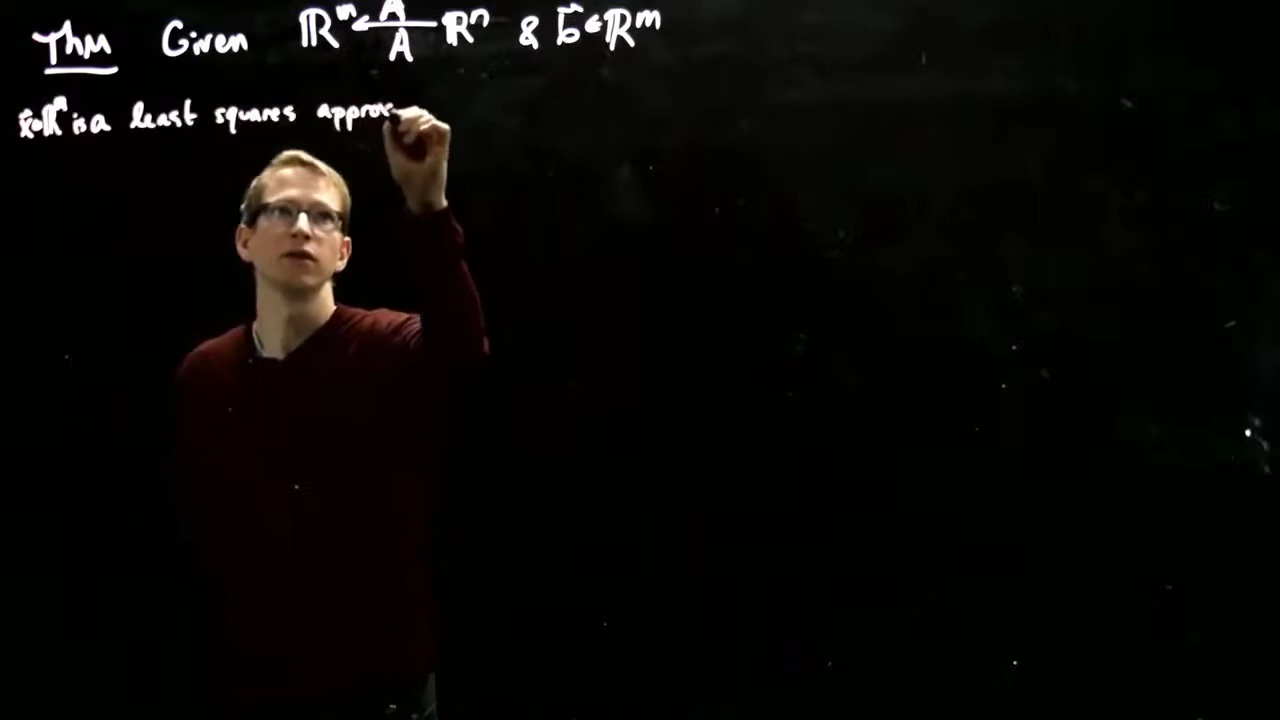 Thm Given ℝᵐ ←A ℝⁿ & b⃗ ∈ ℝᵐ
x⃗ ∈ ℝⁿ is a least squares approx